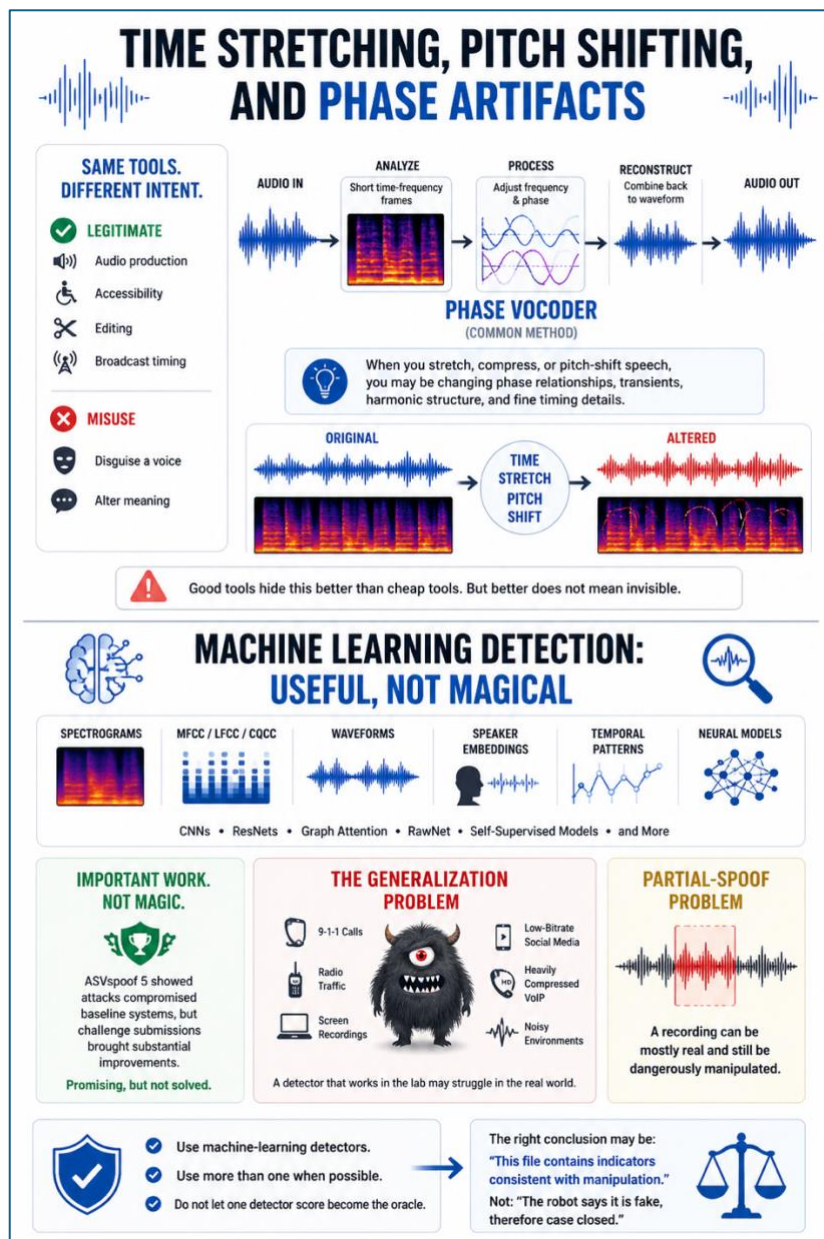 TIME STRETCHING, PITCH SHIFTING,
AND PHASE ARTIFACTS
SAME TOOLS.
DIFFERENT INTENT.
LEGITIMATE
Audio production
Accessibility
Editing
Broadcast timing
MISUSE
Disguise a voice
Alter meaning
AUDIO IN
ANALYZE
Short time-frequency
frames
PROCESS
Adjust frequency
& phase
RECONSTRUCT
Combine back
to waveform
AUDIO OUT
PHASE VOCODER
(COMMON METHOD)
When you stretch, compress, or pitch-shift speech,
you may be changing phase relationships, transients,
harmonic structure, and fine timing details.
ORIGINAL
TIME
STRETCH
PITCH
SHIFT
ALTERED
Good tools hide this better than cheap tools. But better does not mean invisible.
MACHINE LEARNING DETECTION:
USEFUL, NOT MAGICAL
SPECTROGRAMS
MFCC / LFCC / CQCC
WAVEFORMS
SPEAKER
EMBEDDINGS
TEMPORAL
PATTERNS
NEURAL MODELS
CNNs • ResNets • Graph Attention • RawNet • Self-Supervised Models • and More
IMPORTANT WORK.
NOT MAGIC.
ASVspoof 5 showed
attacks compromised
baseline systems, but
challenge submissions
brought substantial
improvements.
Promising, but not solved.
THE GENERALIZATION
PROBLEM
9-1-1 Calls
Radio
Traffic
Screen
Recordings
Low-Bitrate
Social Media
HD
Heavily
Compressed
VoIP
Noisy
Environments
A detector that works in the lab may struggle in the real world.
PARTIAL-SPOOF
PROBLEM
A recording can be
mostly real and still be
dangerously manipulated.
Use machine-learning detectors.
Use more than one when possible.
Do not let one detector score become the oracle.
The right conclusion may be:
"This file contains indicators
consistent with manipulation."
Not: "The robot says it is fake,
therefore case closed."